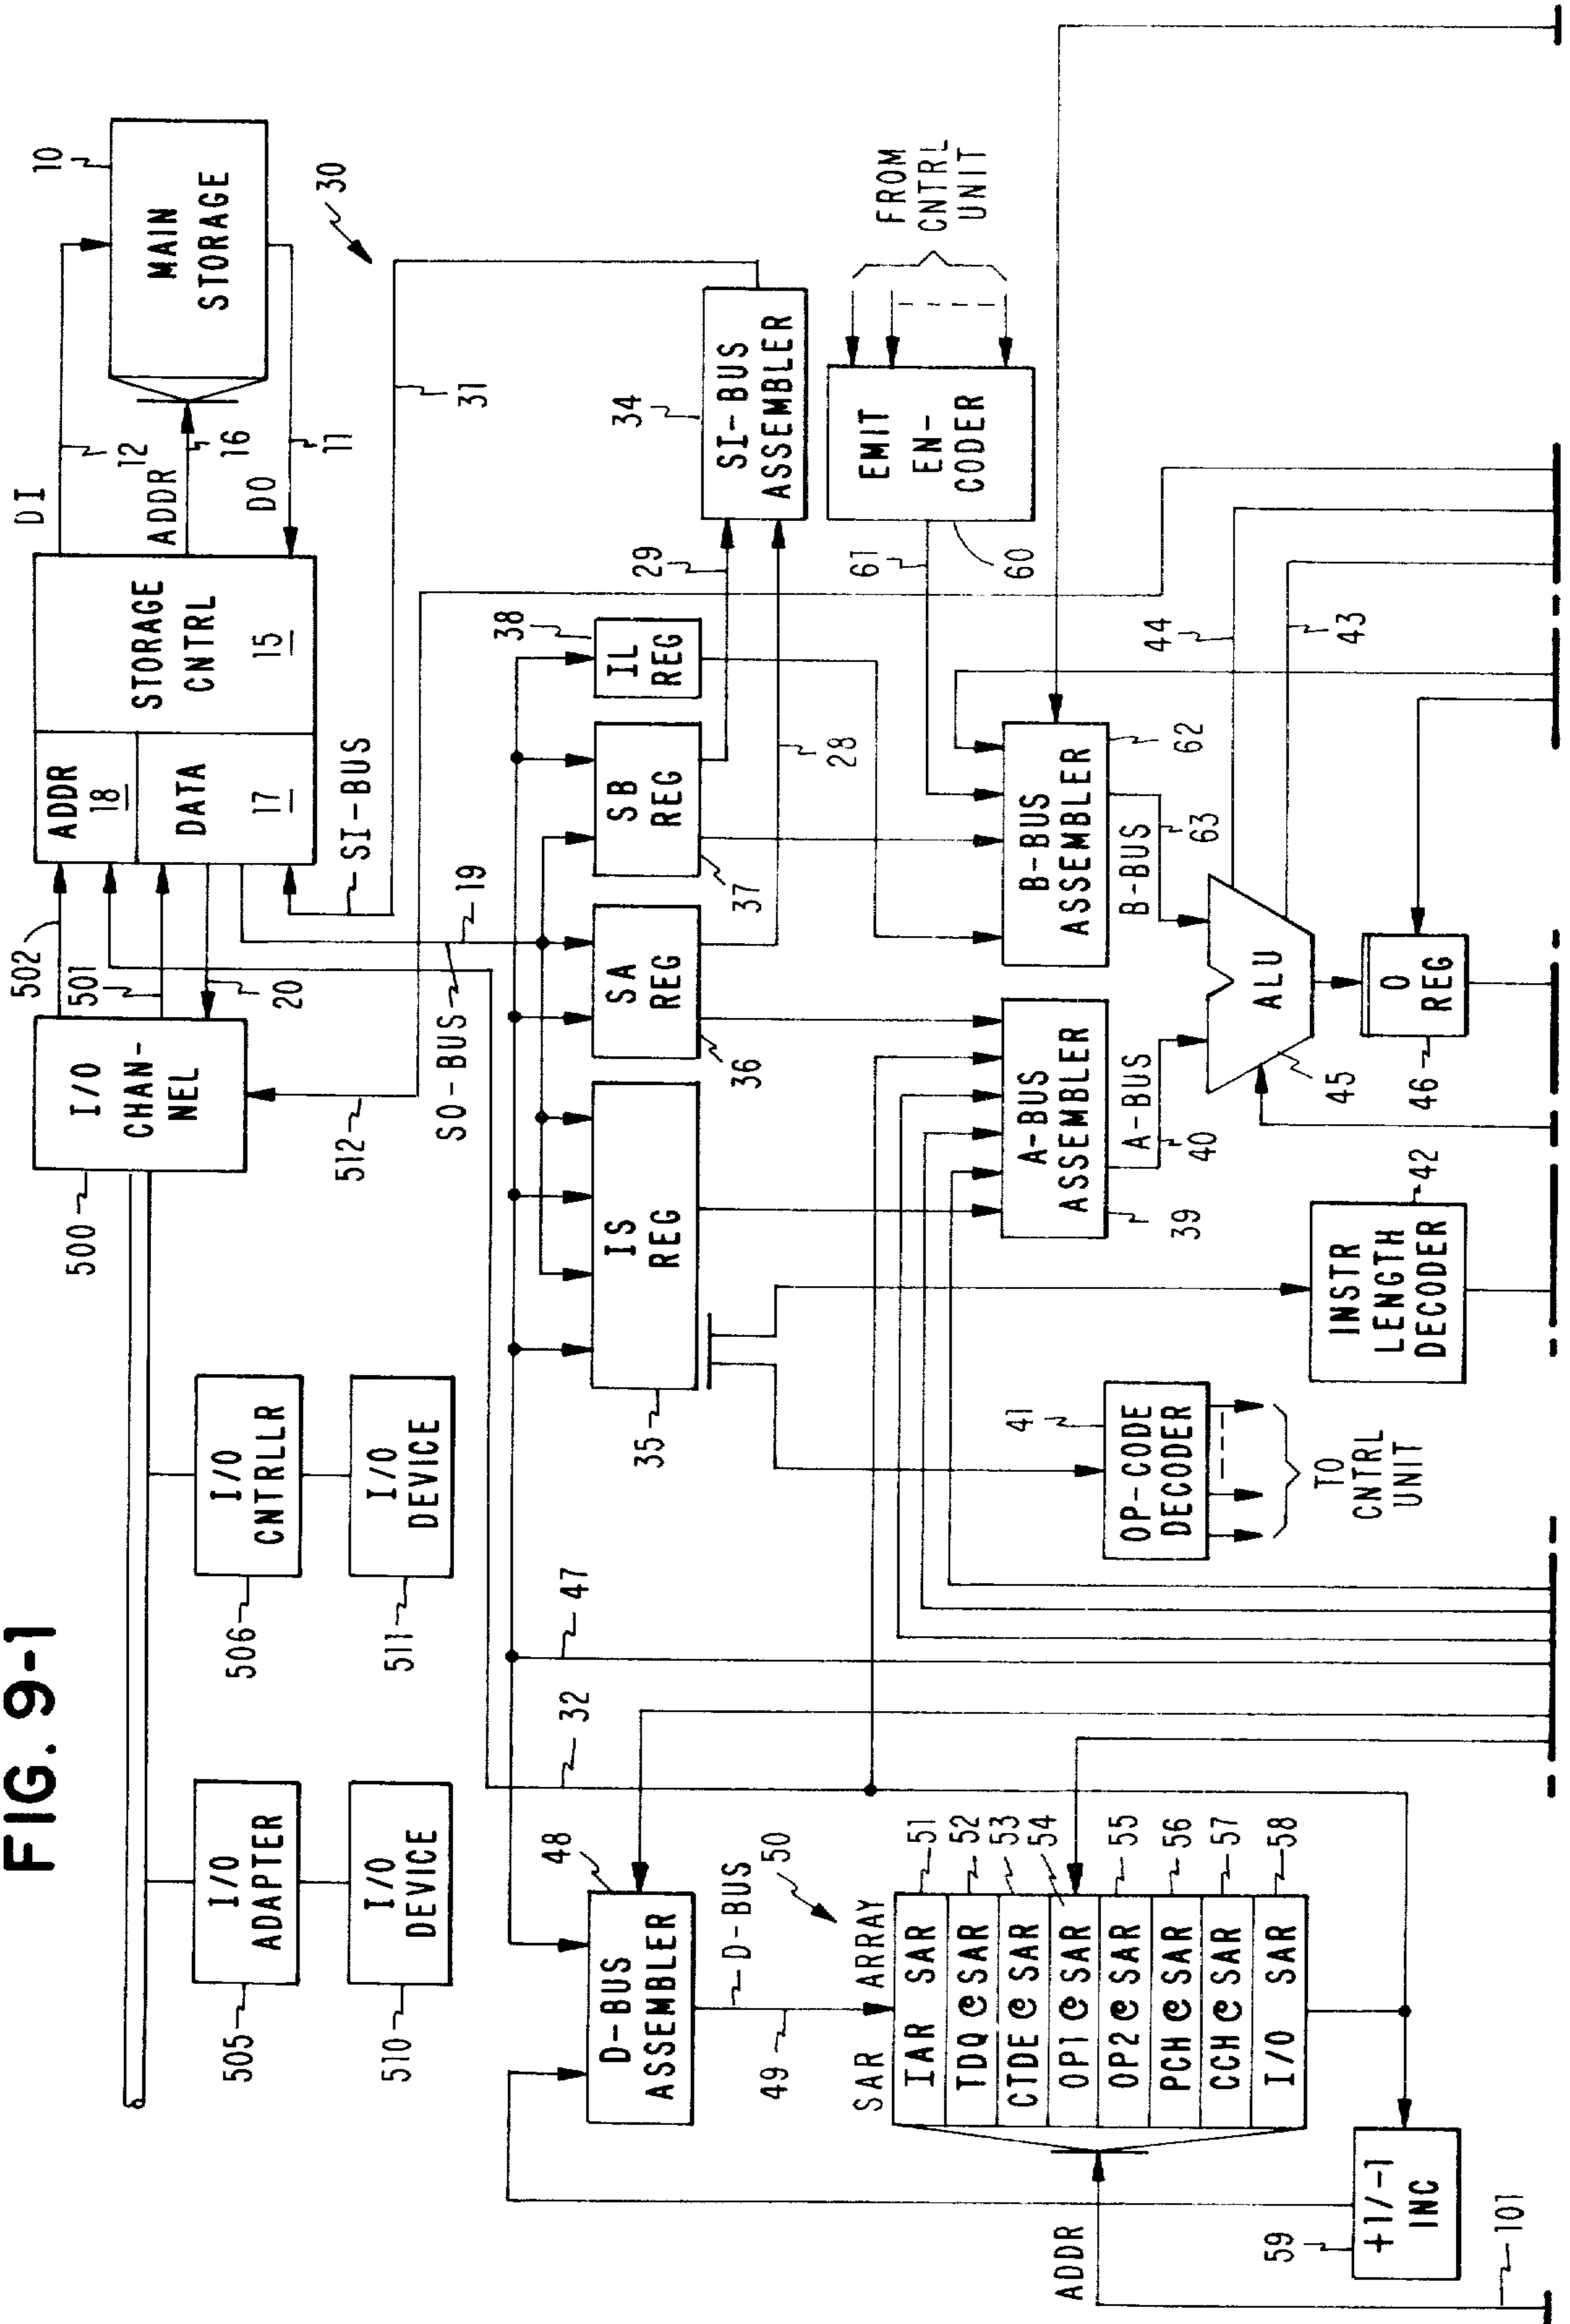 FIG. 9-1
I/O
CHAN-
NEL
500
502
501
20
512
ADDR
18
DATA
17
STORAGE
CNTRL
15
DI
12
ADDR
16
DO
11
MAIN
STORAGE
10
30
SI-BUS
31
SO-BUS
19
I/O
ADAPTER
505
I/O
DEVICE
510
I/O
CNTRLLR
506
I/O
DEVICE
511
32
47
IS
REG
35
SA
REG
36
SB
REG
37
IL
REG
38
29
28
SI-BUS
ASSEMBLER
34
EMIT
EN-
CODER
60
61
FROM
CNTRL
UNIT
D-BUS
ASSEMBLER
48
D-BUS
49
50
SAR ARRAY
IAR SAR
51
TDQ@SAR
52
CTDE@SAR
53
OP1@SAR
54
OP2@SAR
55
PCH@SAR
56
CCH@SAR
57
I/O SAR
58
ADDR
101
+1/-1
INC
59
OP-CODE
DECODER
41
TO
CNTRL
UNIT
INSTR
LENGTH
DECODER
42
A-BUS
ASSEMBLER
39
A-BUS
40
B-BUS
ASSEMBLER
62
B-BUS
63
ALU
45
44
43
O
REG
46